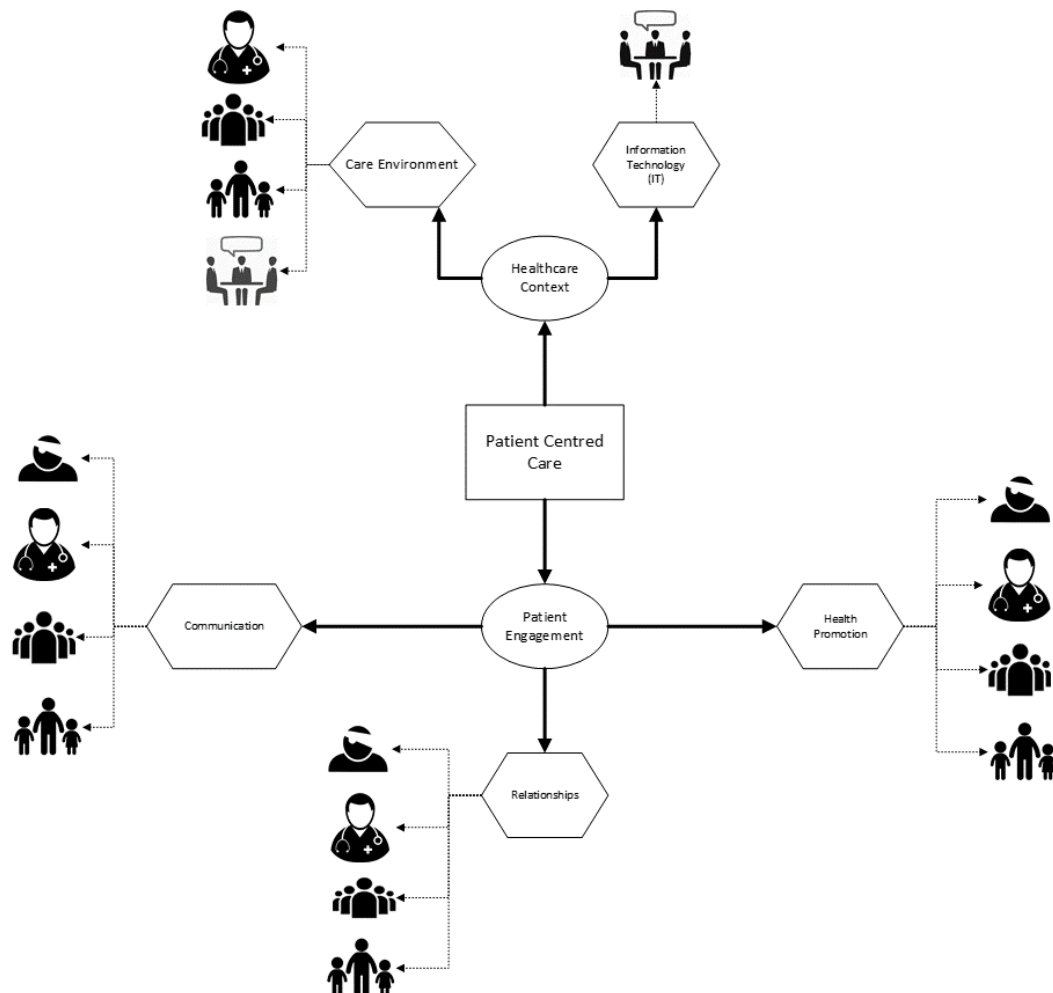 Care Environment
Information
Technology
(IT)
Healthcare
Context
Patient Centred
Care
Communication
Patient
Engagement
Health
Promotion
Relationships